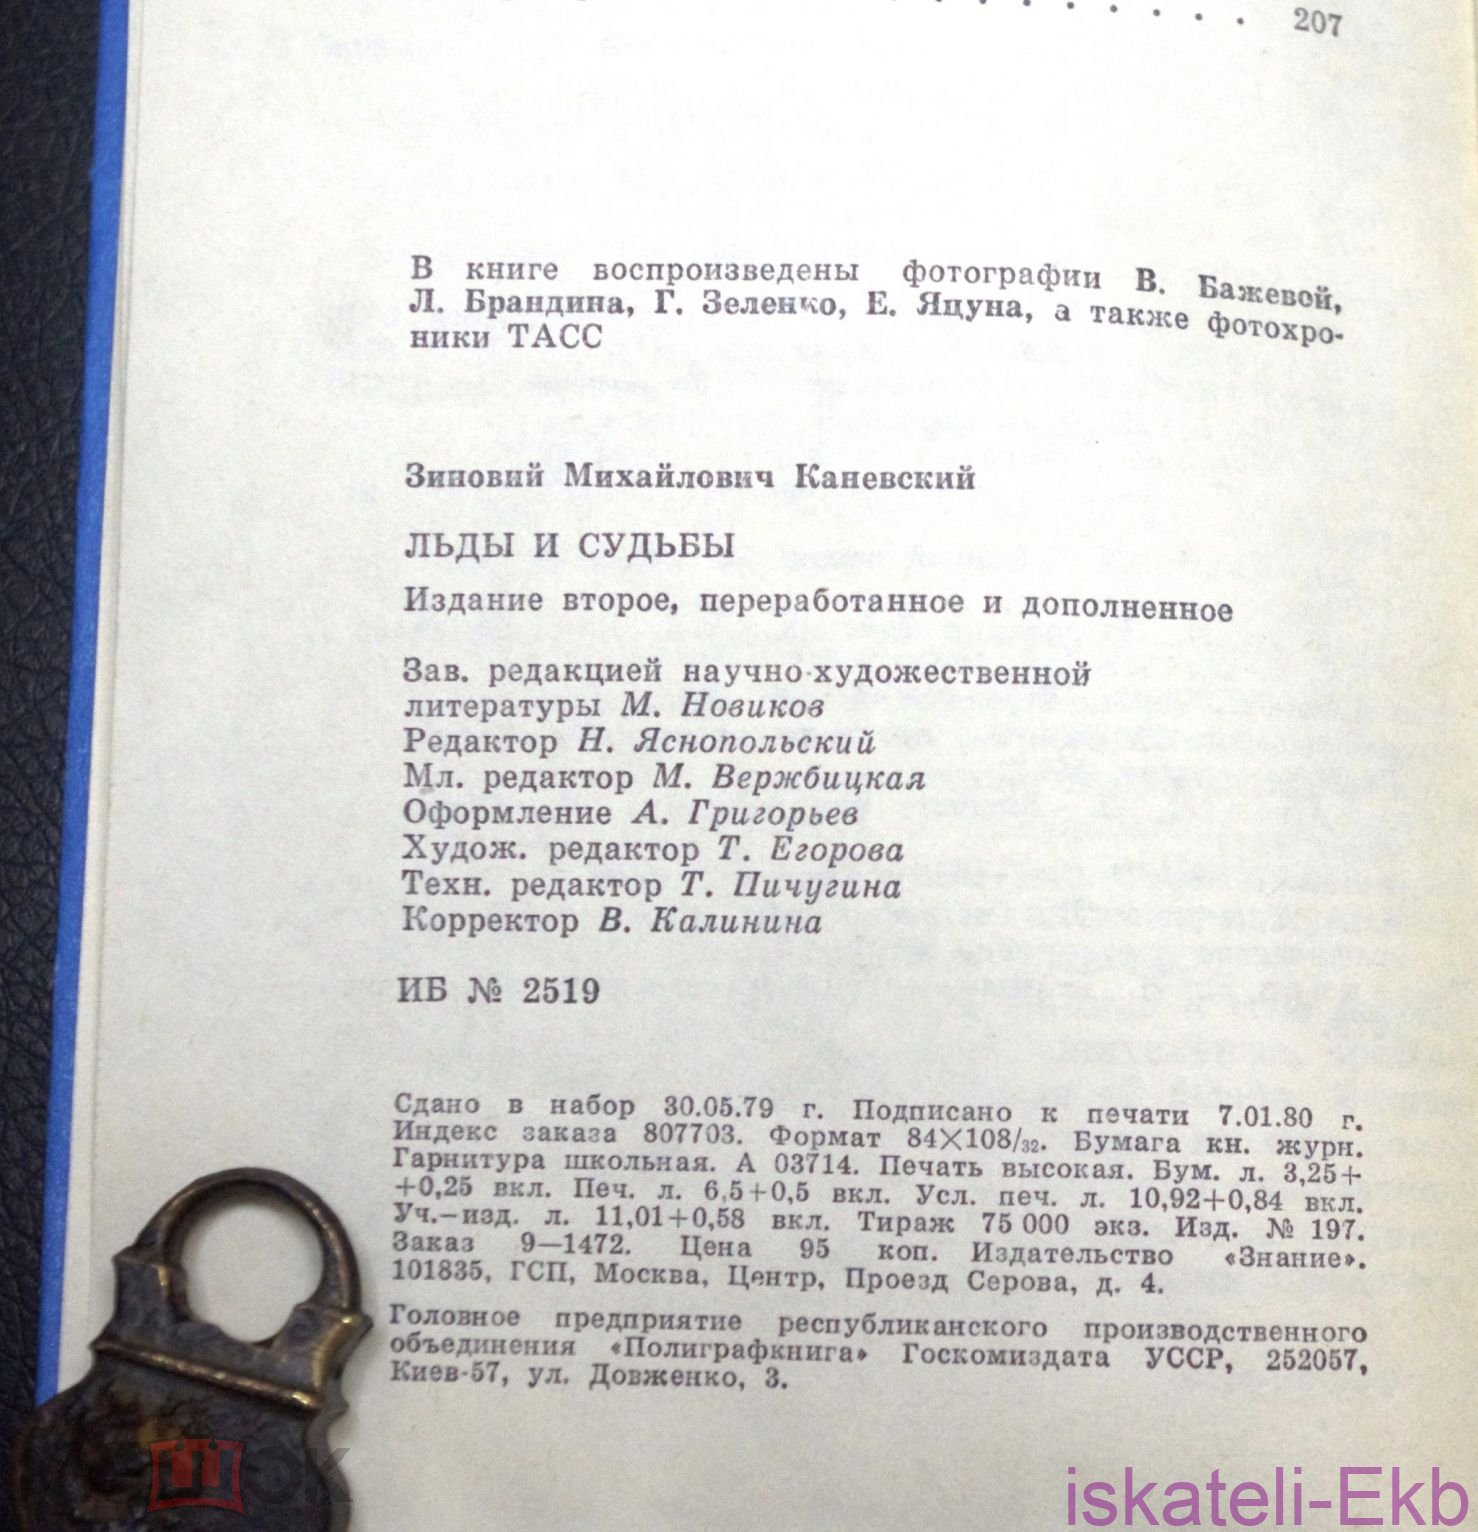 207
В книге воспроизведены фотографии В. Бажевой,
Л. Брандина, Г. Зеленко, Е. Яцуна, а также фотохро-
ники ТАСС
Зиновий Михайлович Каневский
ЛЬДЫ И СУДЬБЫ
Издание второе, переработанное и дополненное
Зав. редакцией научно-художественной
литературы М. Новиков
Редактор Н. Яснопольский
Мл. редактор М. Вержбицкая
Оформление А. Григорьев
Худож. редактор Т. Егорова
Техн. редактор Т. Пичугина
Корректор В. Калинина
ИБ № 2519
Сдано в набор 30.05.79 г. Подписано к печати 7.01.80 г.
Индекс заказа 807703. Формат 84×108/32. Бумага кн. журн.
Гарнитура школьная. А 03714. Печать высокая. Бум. л. 3,25+
+0,25 вкл. Печ. л. 6,5+0,5 вкл. Усл. печ. л. 10,92+0,84 вкл.
Уч.-изд. л. 11,01+0,58 вкл. Тираж 75 000 экз. Изд. № 197.
Заказ 9—1472. Цена 95 коп. Издательство «Знание».
101835, ГСП, Москва, Центр, Проезд Серова, д. 4.
Головное предприятие республиканского производственного
объединения «Полиграфкнига» Госкомиздата УССР, 252057,
Киев-57, ул. Довженко, 3.
iskateli-Ekb